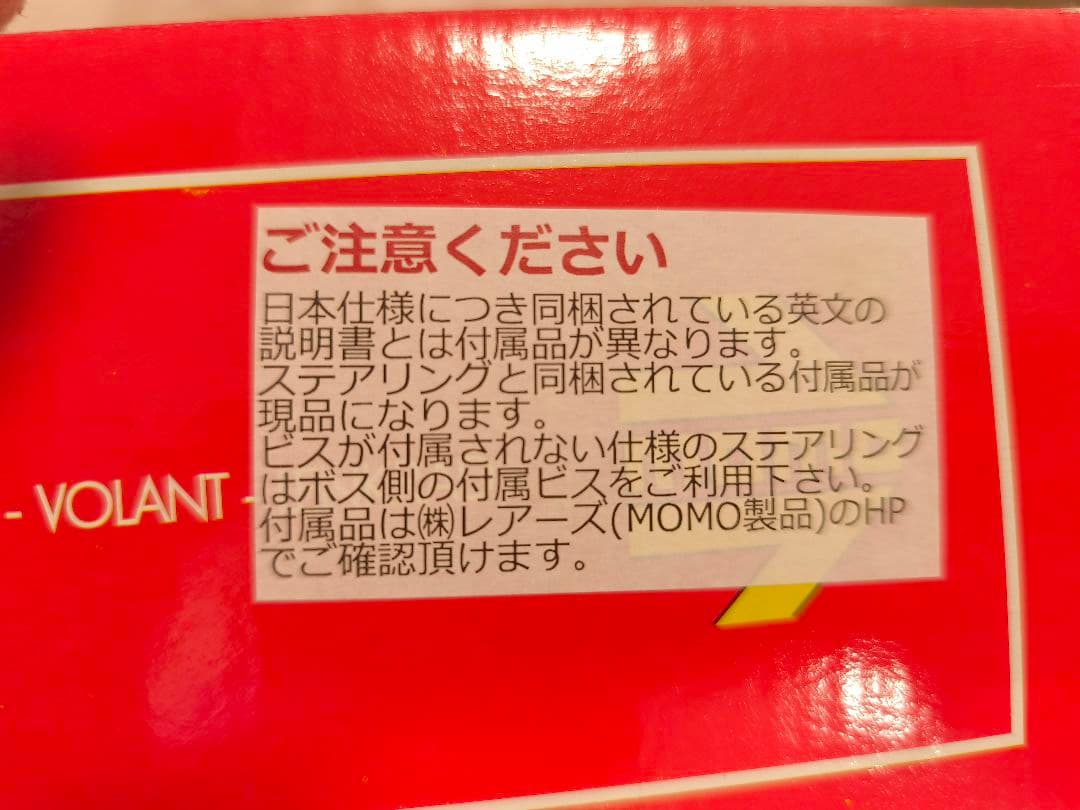 ご注意ください
日本仕様につき同梱されている英文の
説明書とは付属品が異なります。
ステアリングと同梱されている付属品が
現品になります。
ビスが付属されない仕様のステアリング
はボス側の付属ビスをご利用下さい。
付属品は㈱レアーズ(MOMO製品)のHP
でご確認頂けます。
- VOLANT -